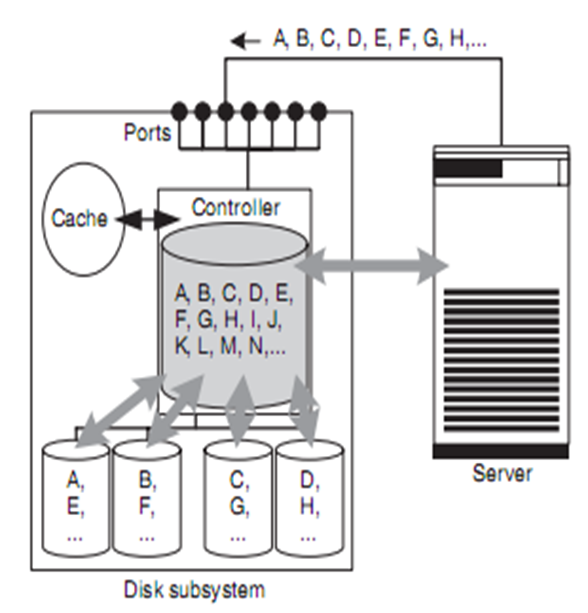 A, B, C, D, E, F, G, H,...
Ports
Cache
Controller
A, B, C, D, E,
F, G, H, I, J,
K, L, M, N,...
A,
E,
...
B,
F,
...
C,
G,
...
D,
H,
...
Server
Disk subsystem